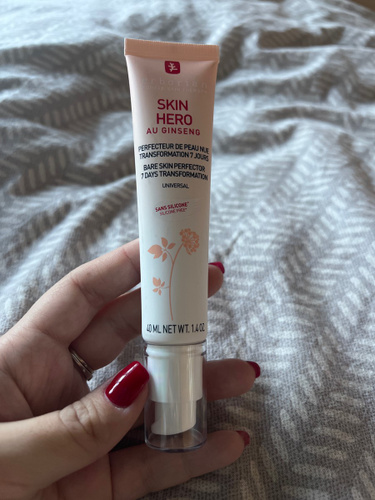 SKIN
HERO
AU GINSENG
PERFECTEUR DE PEAU NUE
TRANSFORMATION 7 JOURS
BARE SKIN PERFECTOR
7 DAYS TRANSFORMATION
UNIVERSAL
SANS SILICONE*
SILICONE FREE*
40 ML NET WT. 1.4 OZ.